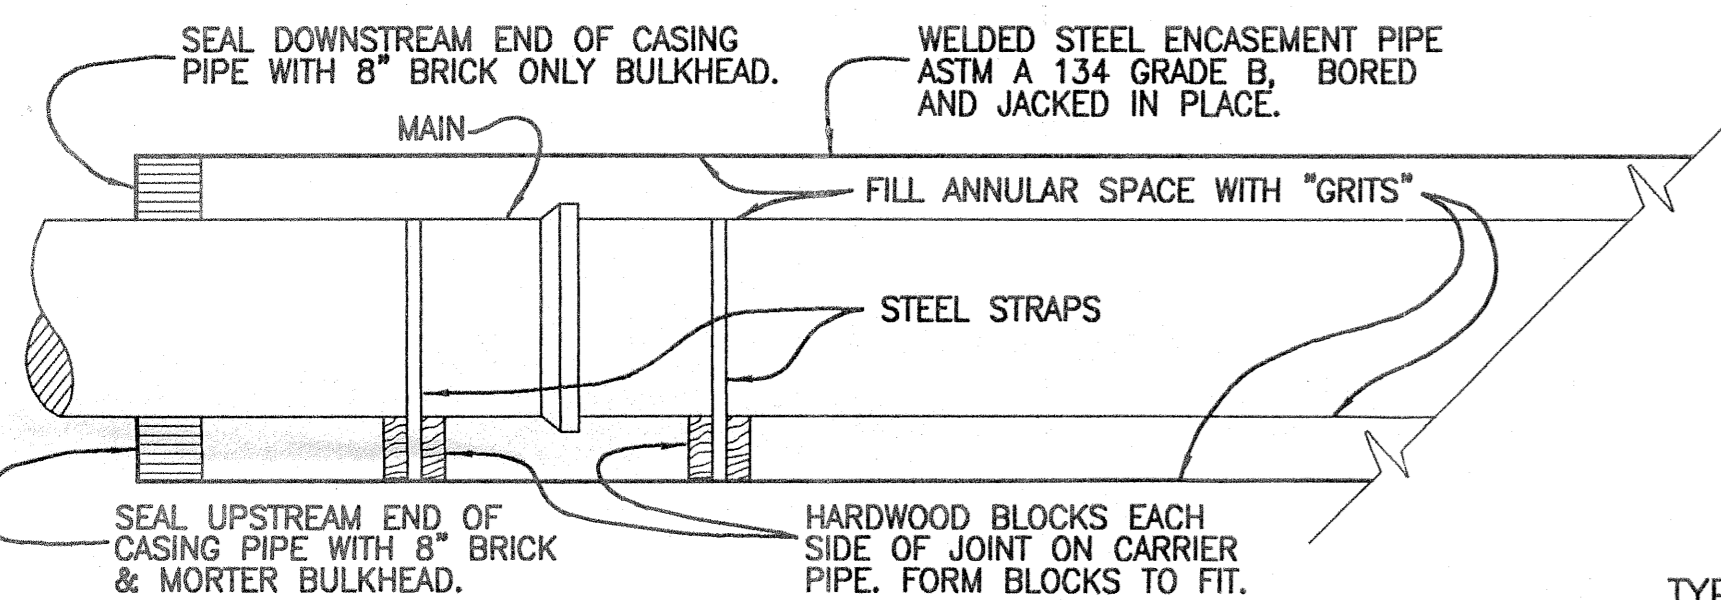 SEAL DOWNSTREAM END OF CASING
PIPE WITH 8" BRICK ONLY BULKHEAD.
WELDED STEEL ENCASEMENT PIPE
ASTM A 134 GRADE B, BORED
AND JACKED IN PLACE.
MAIN
FILL ANNULAR SPACE WITH "GRITS"
STEEL STRAPS
SEAL UPSTREAM END OF
CASING PIPE WITH 8" BRICK
& MORTER BULKHEAD.
HARDWOOD BLOCKS EACH
SIDE OF JOINT ON CARRIER
PIPE. FORM BLOCKS TO FIT.